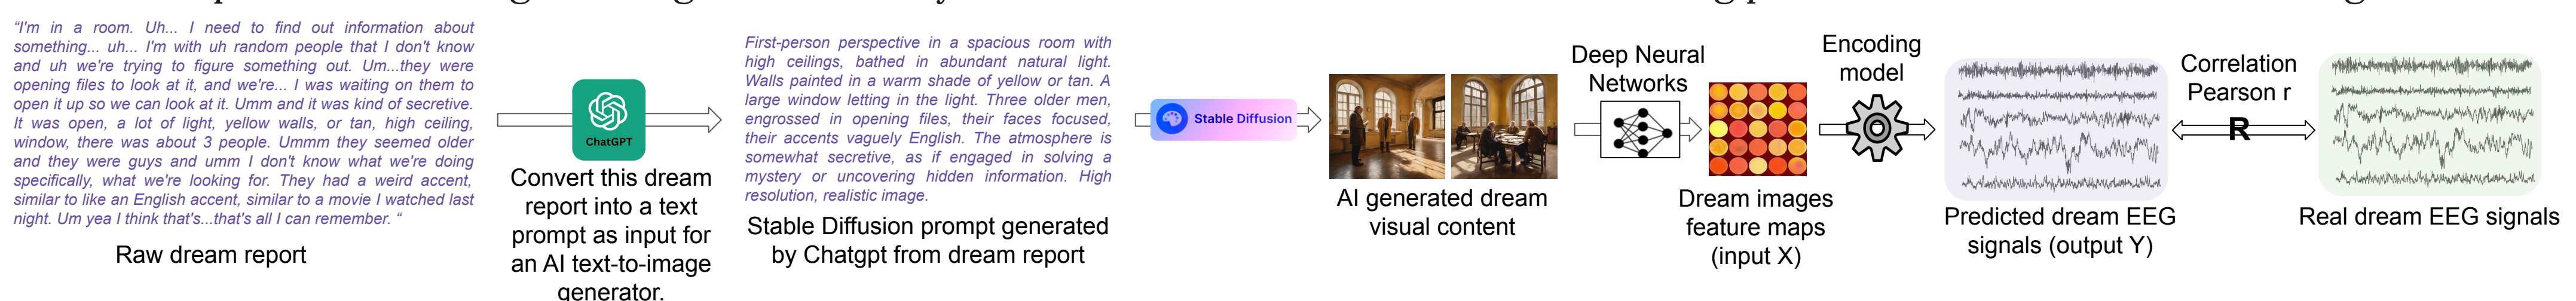 “I'm in a room. Uh... I need to find out information about
something... uh... I'm with uh random people that I don't know
and uh we're trying to figure something out. Um...they were
opening files to look at it, and we're... I was waiting on them to
open it up so we can look at it. Umm and it was kind of secretive.
It was open, a lot of light, yellow walls, or tan, high ceiling,
window, there was about 3 people. Ummm they seemed older
and they were guys and umm I don't know what we're doing
specifically, what we're looking for. They had a weird accent,
similar to like an English accent, similar to a movie I watched last
night. Um yea I think that's...that's all I can remember. “
Raw dream report
ChatGPT
Convert this dream
report into a text
prompt as input for
an AI text-to-image
generator.
First-person perspective in a spacious room with
high ceilings, bathed in abundant natural light.
Walls painted in a warm shade of yellow or tan. A
large window letting in the light. Three older men,
engrossed in opening files, their faces focused,
their accents vaguely English. The atmosphere is
somewhat secretive, as if engaged in solving a
mystery or uncovering hidden information. High
resolution, realistic image.
Stable Diffusion prompt generated
by Chatgpt from dream report
Stable Diffusion
AI generated dream
visual content
Deep Neural
Networks
Dream images
feature maps
(input X)
Encoding
model
Predicted dream EEG
signals (output Y)
Correlation
Pearson r
R
Real dream EEG signals